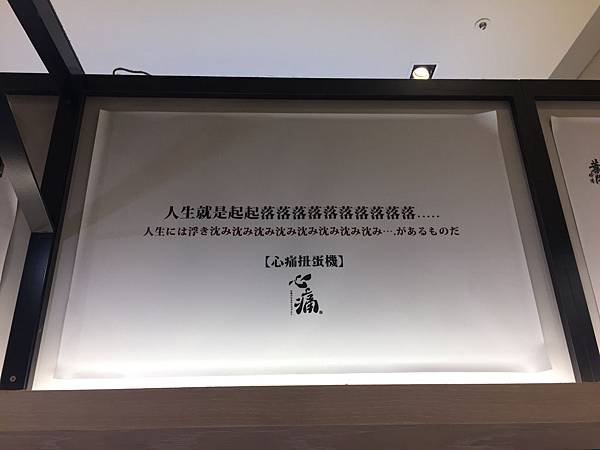 人生就是起起落落落落落落落落落落.....
人生には浮き沈み沈み沈み沈み沈み沈み沈み沈み….があるものだ
【心痛扭蛋機】
心痛